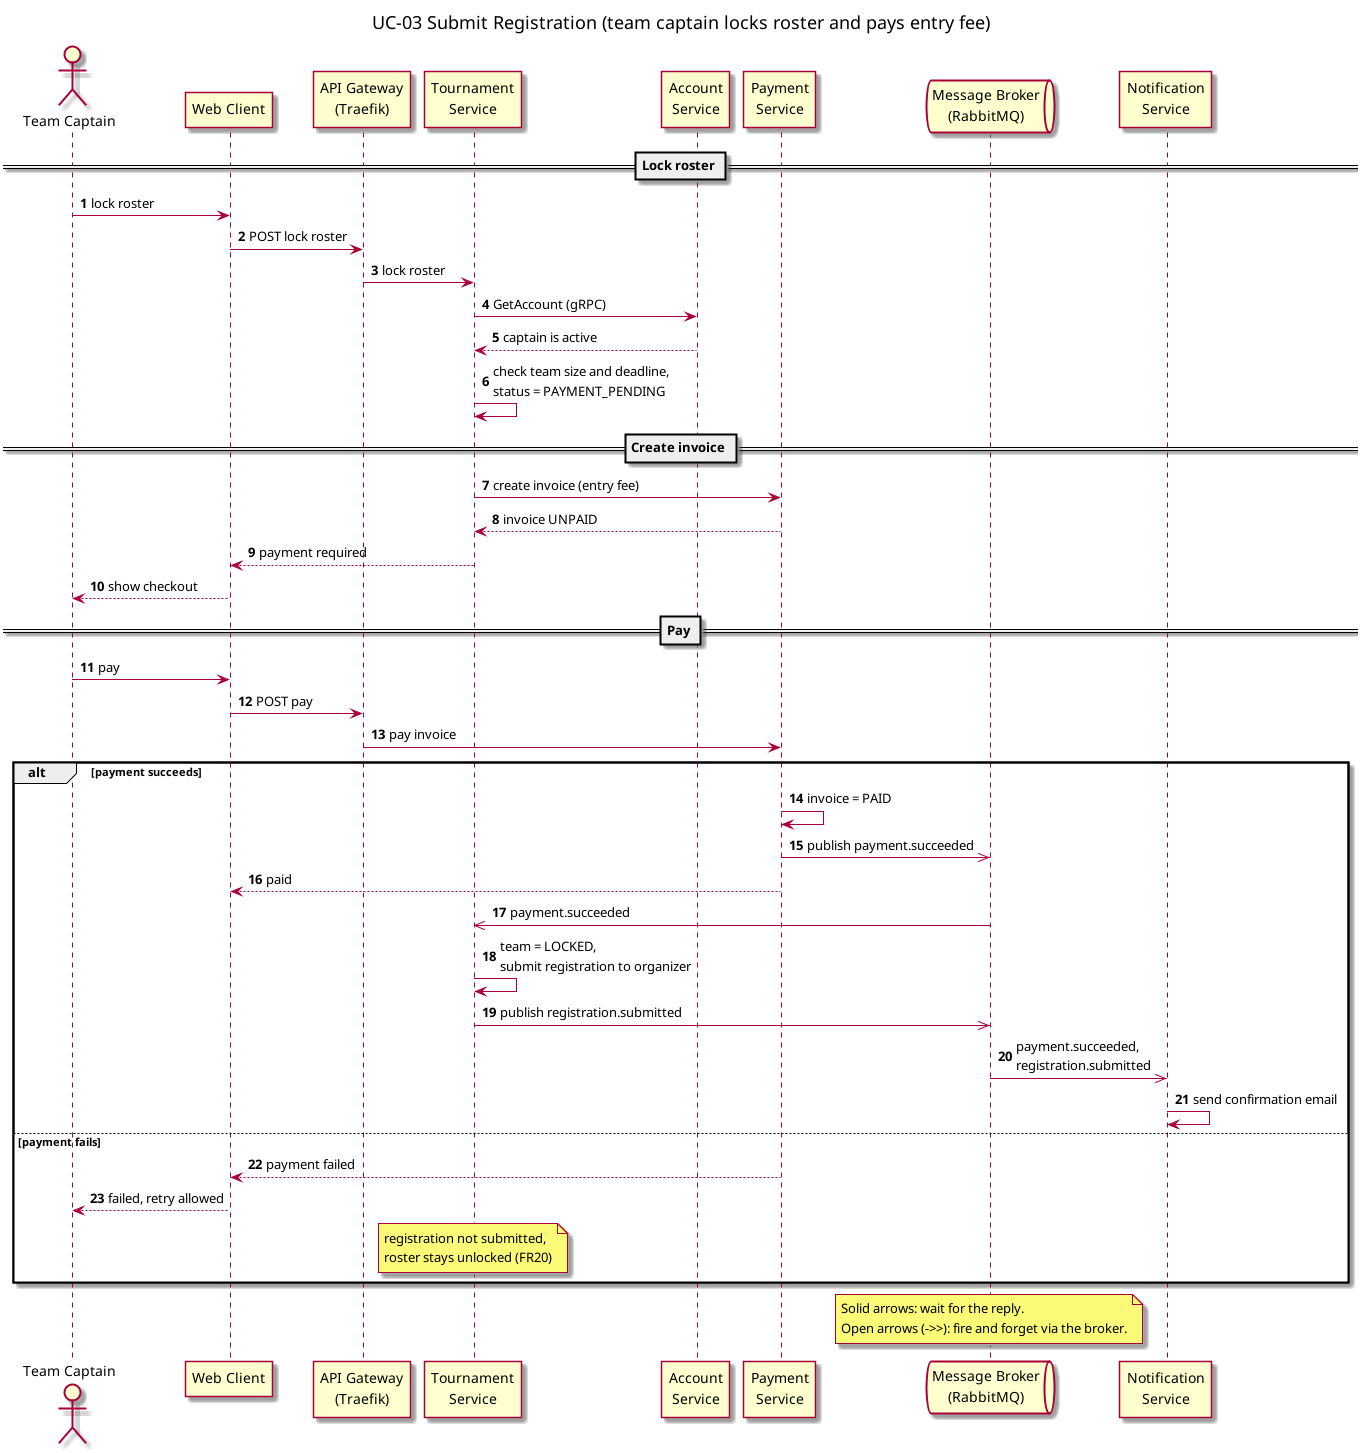 UC-03 Submit Registration (team captain locks roster and pays entry fee)
Team Captain
Web Client
API Gateway
(Traefik)
Tournament
Service
Account
Service
Payment
Service
Message Broker
(RabbitMQ)
Notification
Service
Lock roster
1 lock roster
2 POST lock roster
3 lock roster
4 GetAccount (gRPC)
5 captain is active
6 check team size and deadline,
status = PAYMENT_PENDING
Create invoice
7 create invoice (entry fee)
8 invoice UNPAID
9 payment required
10 show checkout
Pay
11 pay
12 POST pay
13 pay invoice
alt [payment succeeds]
14 invoice = PAID
15 publish payment.succeeded
16 paid
17 payment.succeeded
18 team = LOCKED,
submit registration to organizer
19 publish registration.submitted
20 payment.succeeded,
registration.submitted
21 send confirmation email
[payment fails]
22 payment failed
23 failed, retry allowed
registration not submitted,
roster stays unlocked (FR20)
Solid arrows: wait for the reply.
Open arrows (->>): fire and forget via the broker.
Team Captain
Web Client
API Gateway
(Traefik)
Tournament
Service
Account
Service
Payment
Service
Message Broker
(RabbitMQ)
Notification
Service